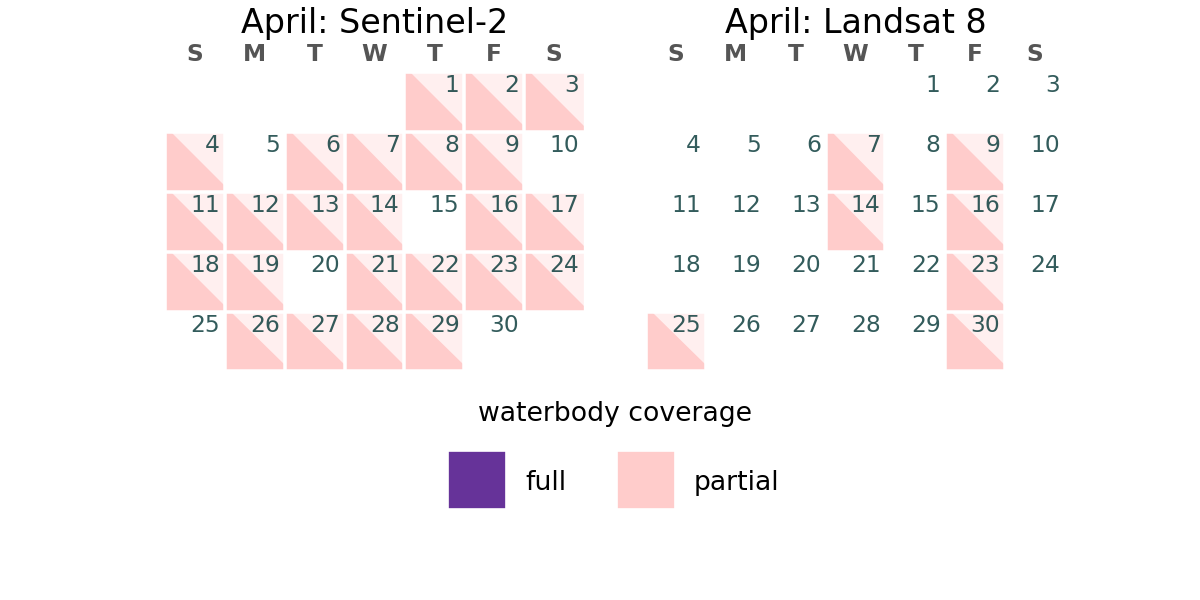 April: Sentinel-2
S M T W T F S
1 2 3
4 5 6 7 8 9 10
11 12 13 14 15 16 17
18 19 20 21 22 23 24
25 26 27 28 29 30
April: Landsat 8
S M T W T F S
1 2 3
4 5 6 7 8 9 10
11 12 13 14 15 16 17
18 19 20 21 22 23 24
25 26 27 28 29 30
waterbody coverage
full partial